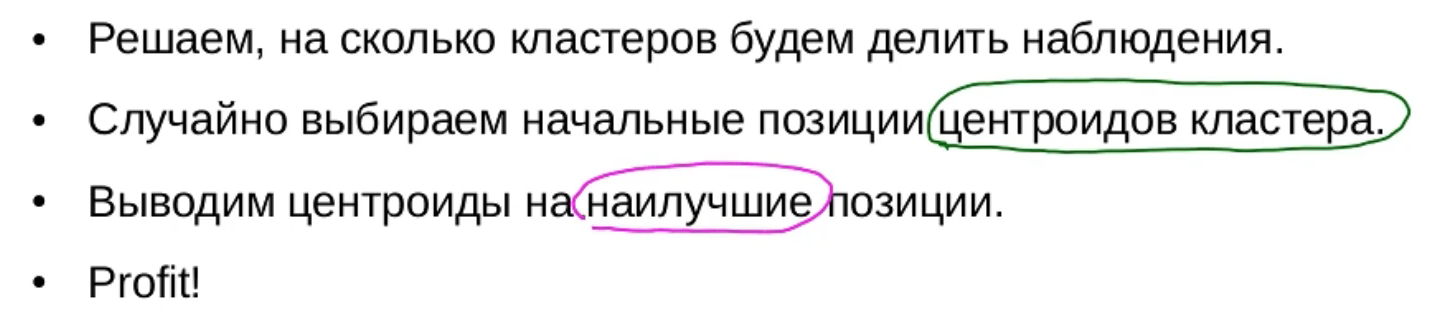 • Решаем, на сколько кластеров будем делить наблюдения.
• Случайно выбираем начальные позиции центроидов кластера.
• Выводим центроиды на наилучшие позиции.
• Profit!